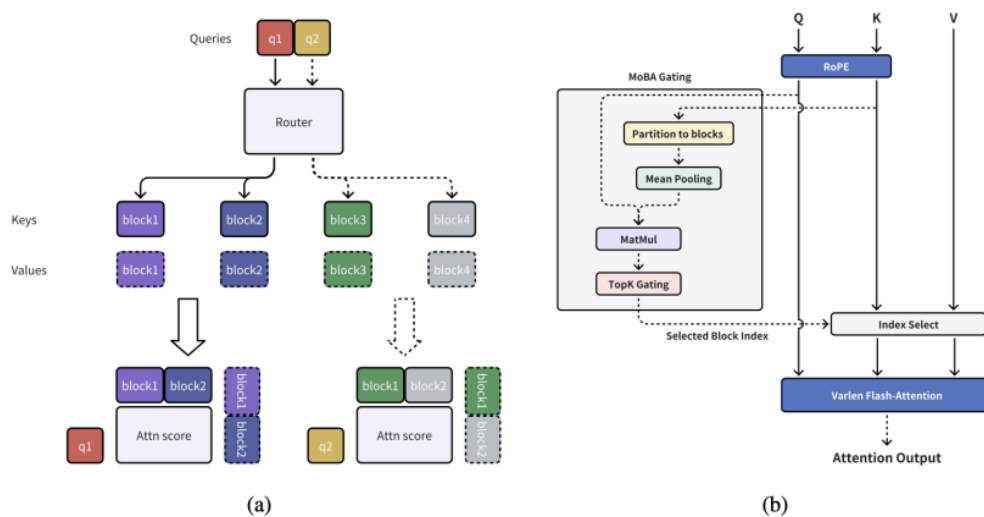 Queries
q1 q2
Router
Keys
block1 block2 block3 block4
Values
block1 block2 block3 block4
block1 block2
block1
block2
Attn score
q1
block1 block2
block1
block2
Attn score
q2
(a)
Q K V
RoPE
MoBA Gating
Partition to blocks
Mean Pooling
MatMul
TopK Gating
Selected Block Index
Index Select
Varlen Flash-Attention
Attention Output
(b)